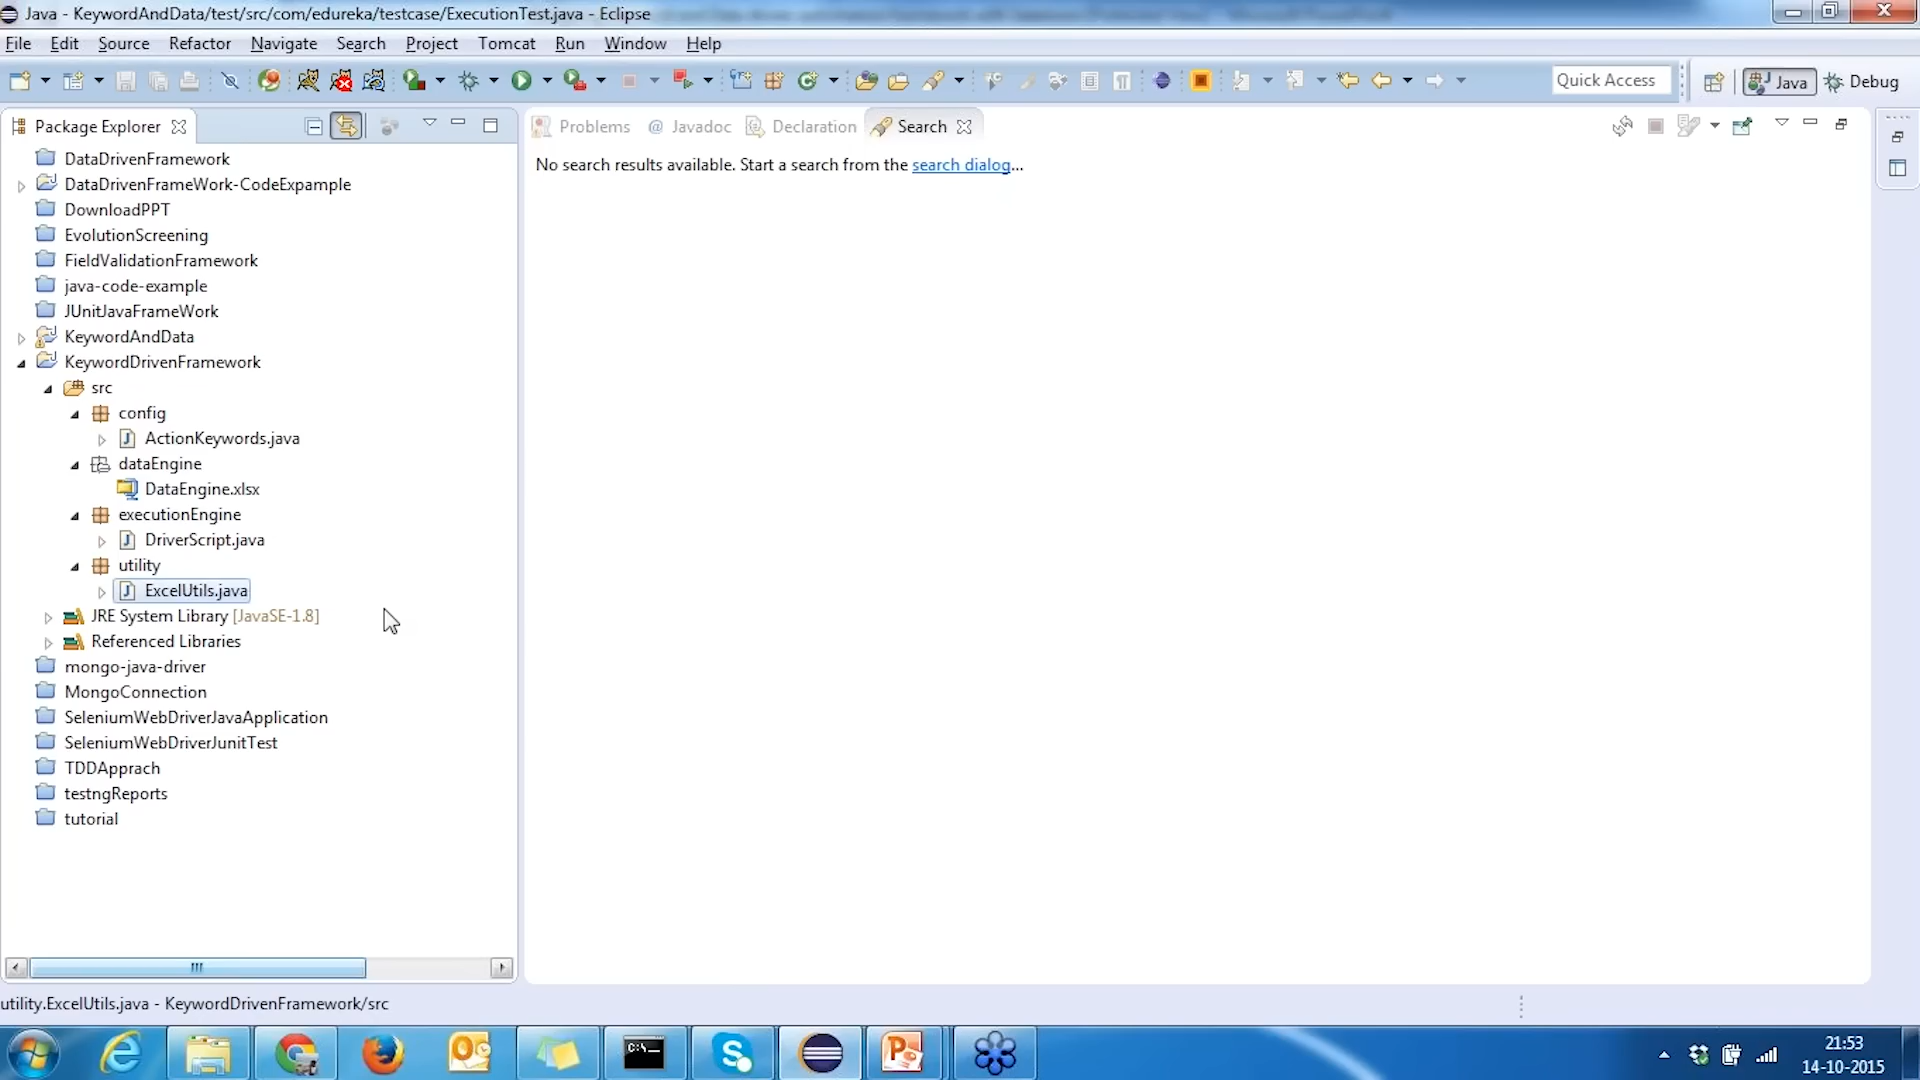 Java - KeywordAndData/test/src/com/edureka/testcase/ExecutionTest.java - Eclipse
File Edit Source Refactor Navigate Search Project Tomcat Run Window Help
Quick Access Java Debug
Package Explorer
Problems @ Javadoc Declaration Search
No search results available. Start a search from the search dialog...
DataDrivenFramework
DataDrivenFrameWork-CodeExpample
DownloadPPT
EvolutionScreening
FieldValidationFramework
java-code-example
JUnitJavaFrameWork
KeywordAndData
KeywordDrivenFramework
src
config
ActionKeywords.java
dataEngine
DataEngine.xlsx
executionEngine
DriverScript.java
utility
ExcelUtils.java
JRE System Library [JavaSE-1.8]
Referenced Libraries
mongo-java-driver
MongoConnection
SeleniumWebDriverJavaApplication
SeleniumWebDriverJunitTest
TDDApprach
testngReports
tutorial
utility.ExcelUtils.java - KeywordDrivenFramework/src
21:53
14-10-2015